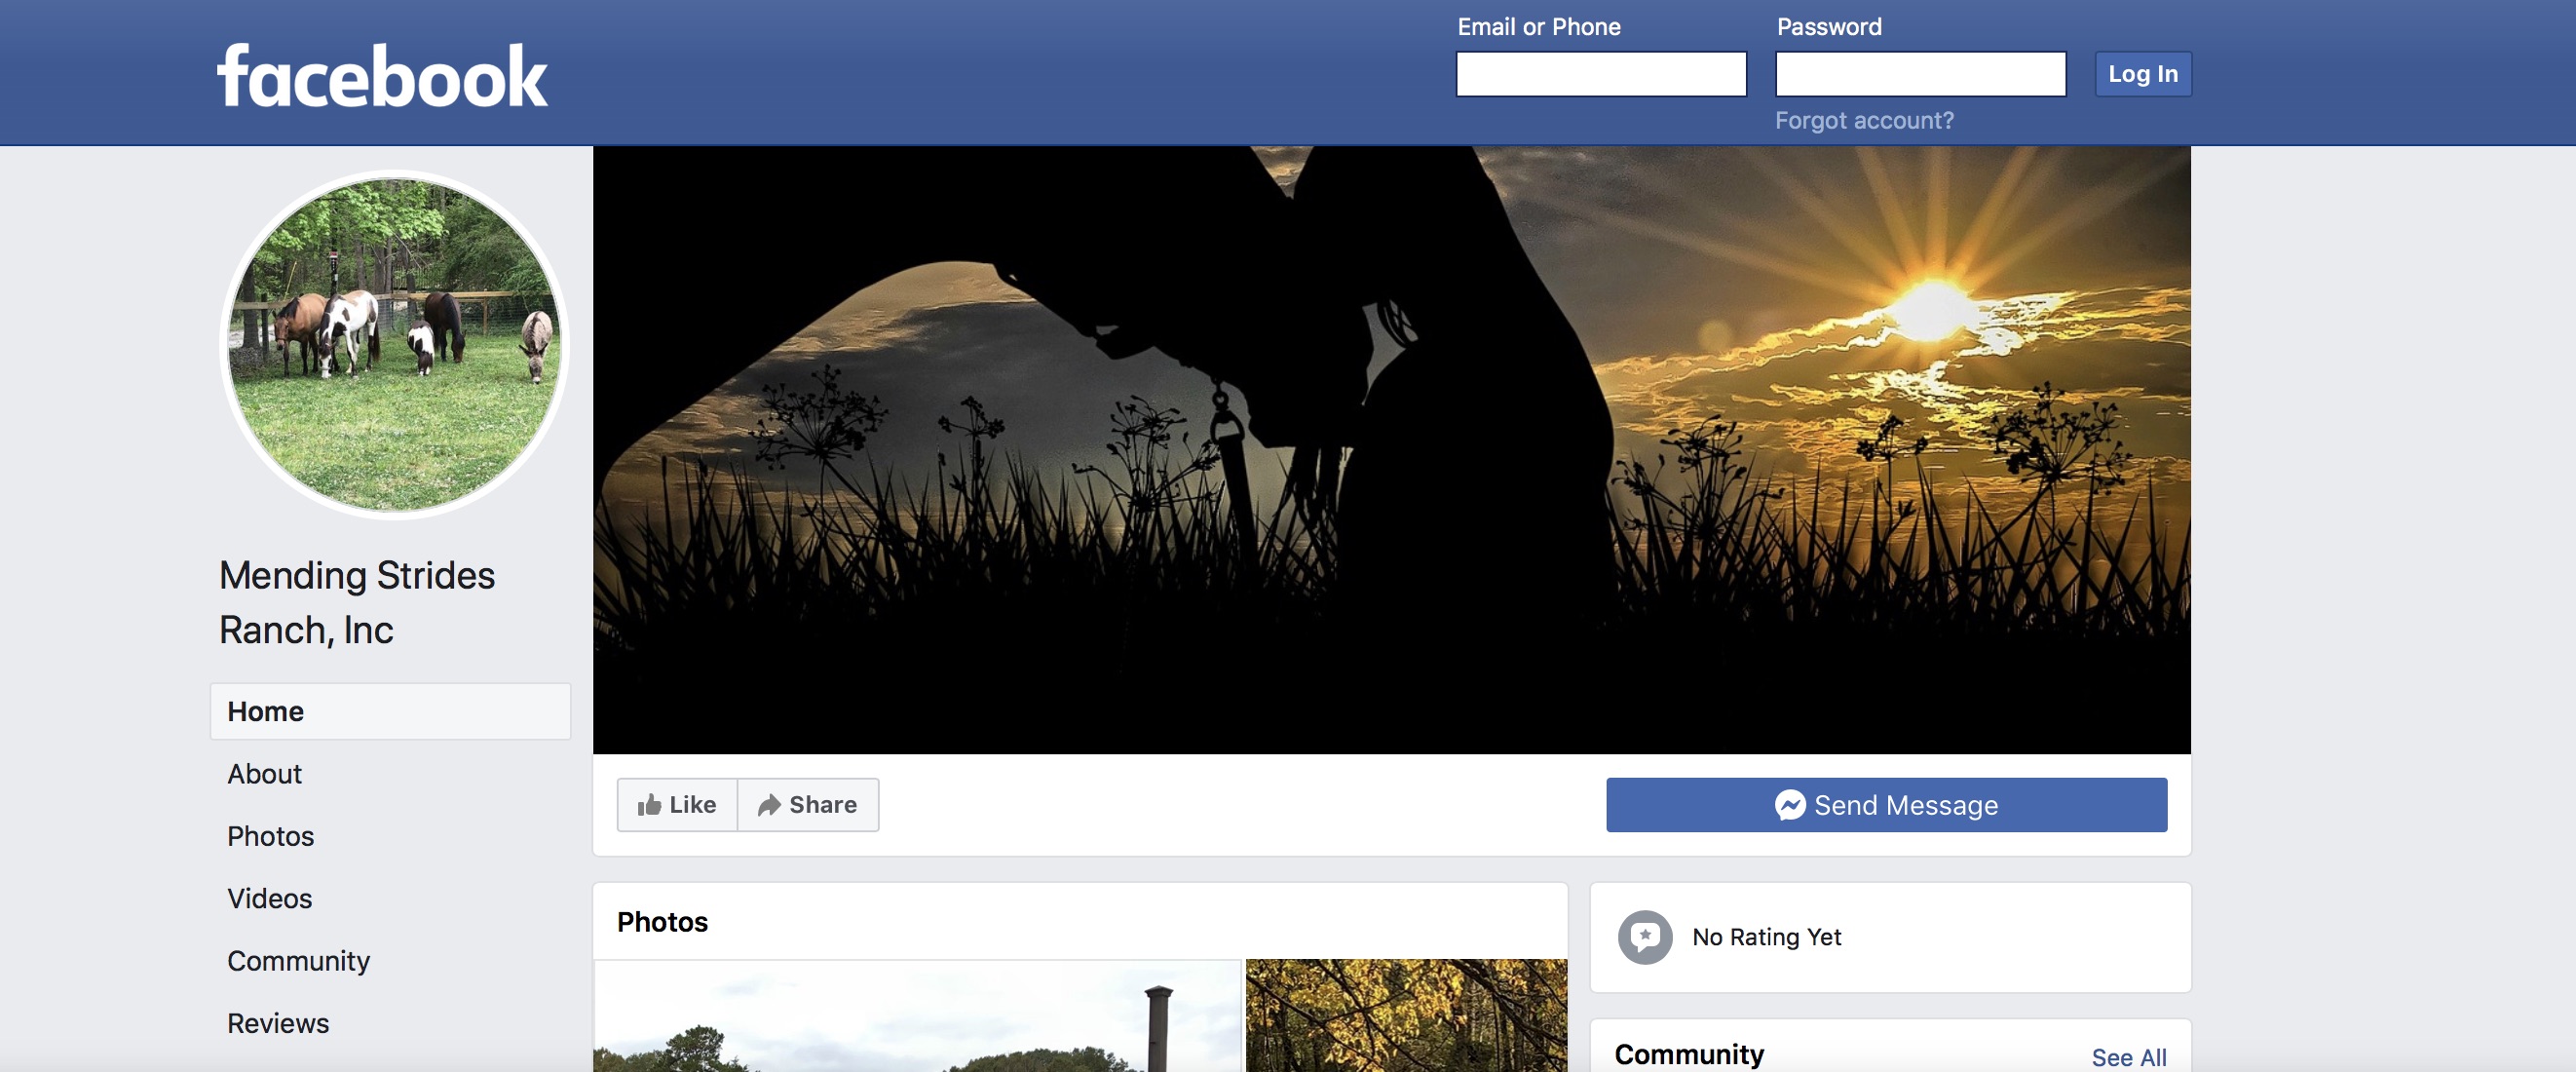 facebook
Email or Phone
Password
Log In
Forgot account?
Mending Strides
Ranch, Inc
Home
About
Photos
Videos
Community
Reviews
Like
Share
Send Message
Photos
No Rating Yet
Community
See All